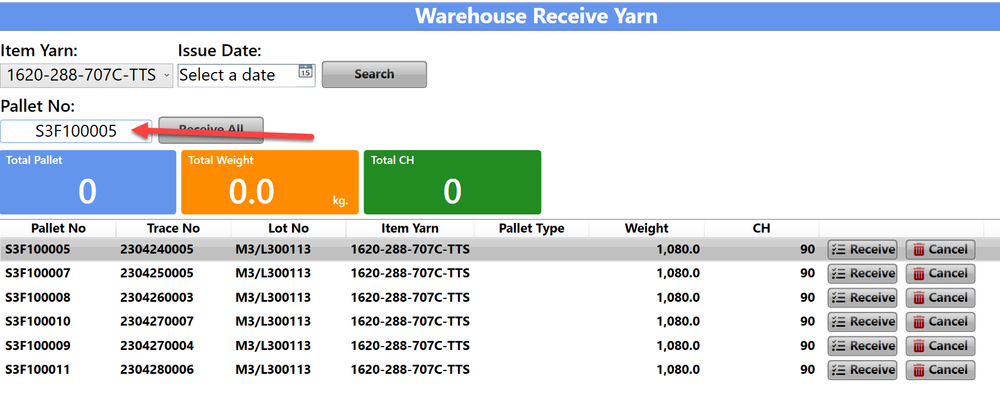 Warehouse Receive Yarn
Item Yarn: Issue Date:
1620-288-707C-TTS Select a date 15 Search
Pallet No:
S3F100005 Receive All
Total Pallet Total Weight Total CH
0 0.0 kg. 0
Pallet No Trace No Lot No Item Yarn Pallet Type Weight CH
S3F100005 2304240005 M3/L300113 1620-288-707C-TTS 1,080.0 90 Receive Cancel
S3F100007 2304250005 M3/L300113 1620-288-707C-TTS 1,080.0 90 Receive Cancel
S3F100008 2304260003 M3/L300113 1620-288-707C-TTS 1,080.0 90 Receive Cancel
S3F100010 2304270007 M3/L300113 1620-288-707C-TTS 1,080.0 90 Receive Cancel
S3F100009 2304270004 M3/L300113 1620-288-707C-TTS 1,080.0 90 Receive Cancel
S3F100011 2304280006 M3/L300113 1620-288-707C-TTS 1,080.0 90 Receive Cancel